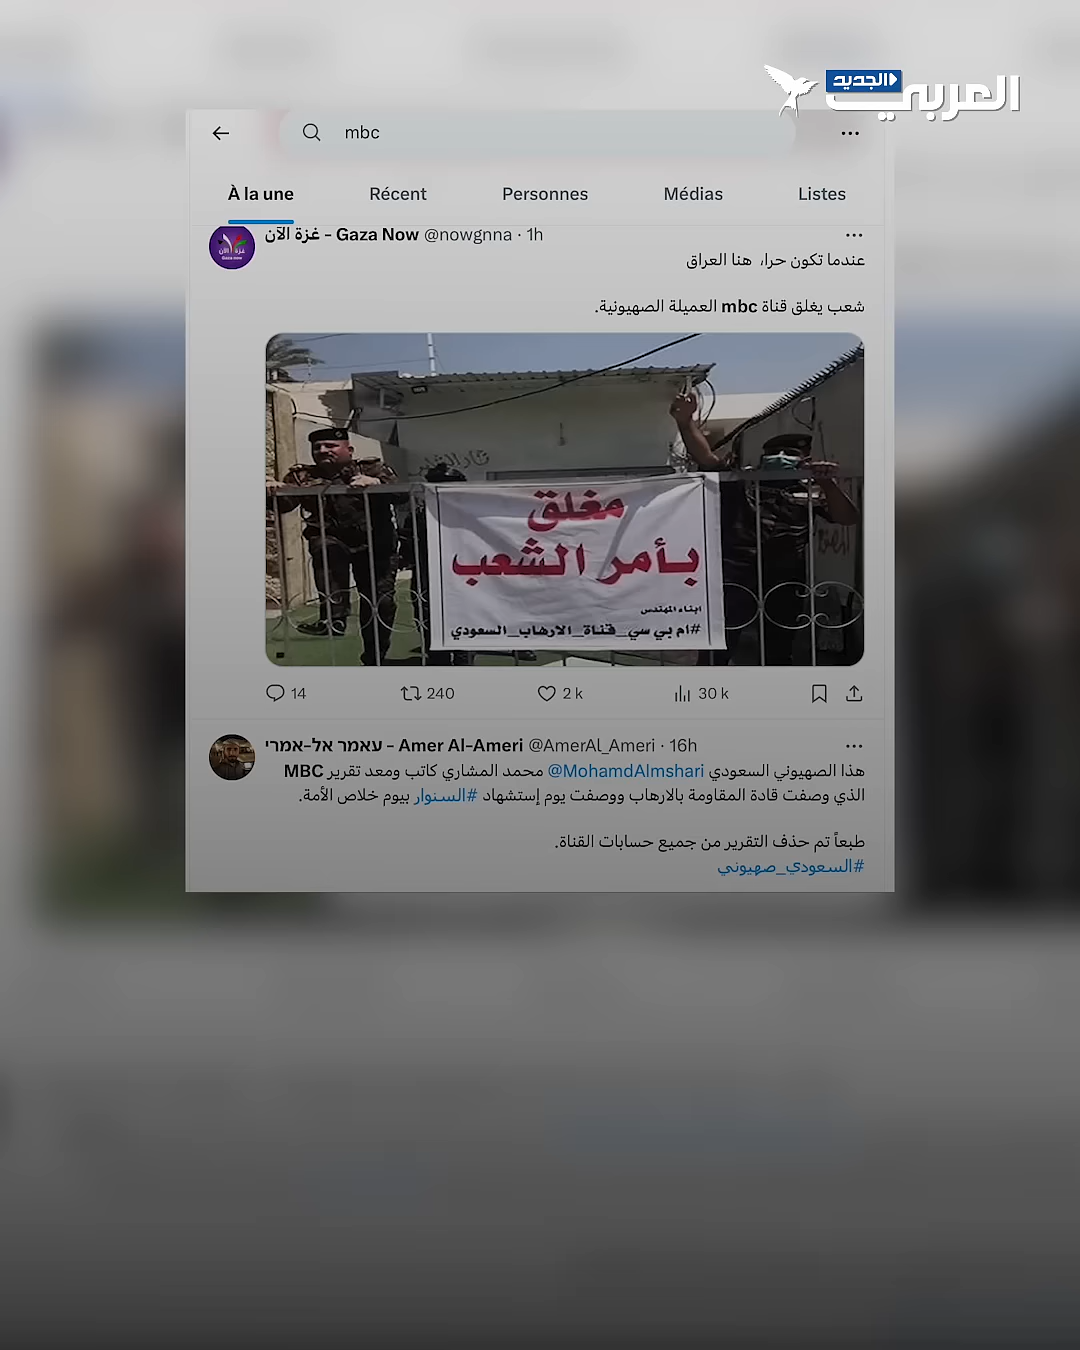 العربي الجديد
mbc
À la une
Récent
Personnes
Médias
Listes
غزة الآن - Gaza Now @nowgnna · 1h
عندما تكون حرا، هنا العراق
شعب يغلق قناة mbc العميلة الصهيونية.
مغلق
بأمر الشعب
ابناء المهندس
#ام_بي_سي_قناة_الارهاب_السعودي
14
240
2 k
30 k
עאמר אל-אמרי - Amer Al-Ameri @AmerAl_Ameri · 16h
هذا الصهيوني السعودي @MohamdAlmshari محمد المشاري كاتب ومعد تقرير MBC
الذي وصفت قادة المقاومة بالارهاب ووصفت يوم إستشهاد #السنوار بيوم خلاص الأمة.
طبعاً تم حذف التقرير من جميع حسابات القناة.
#السعودي_صهيوني